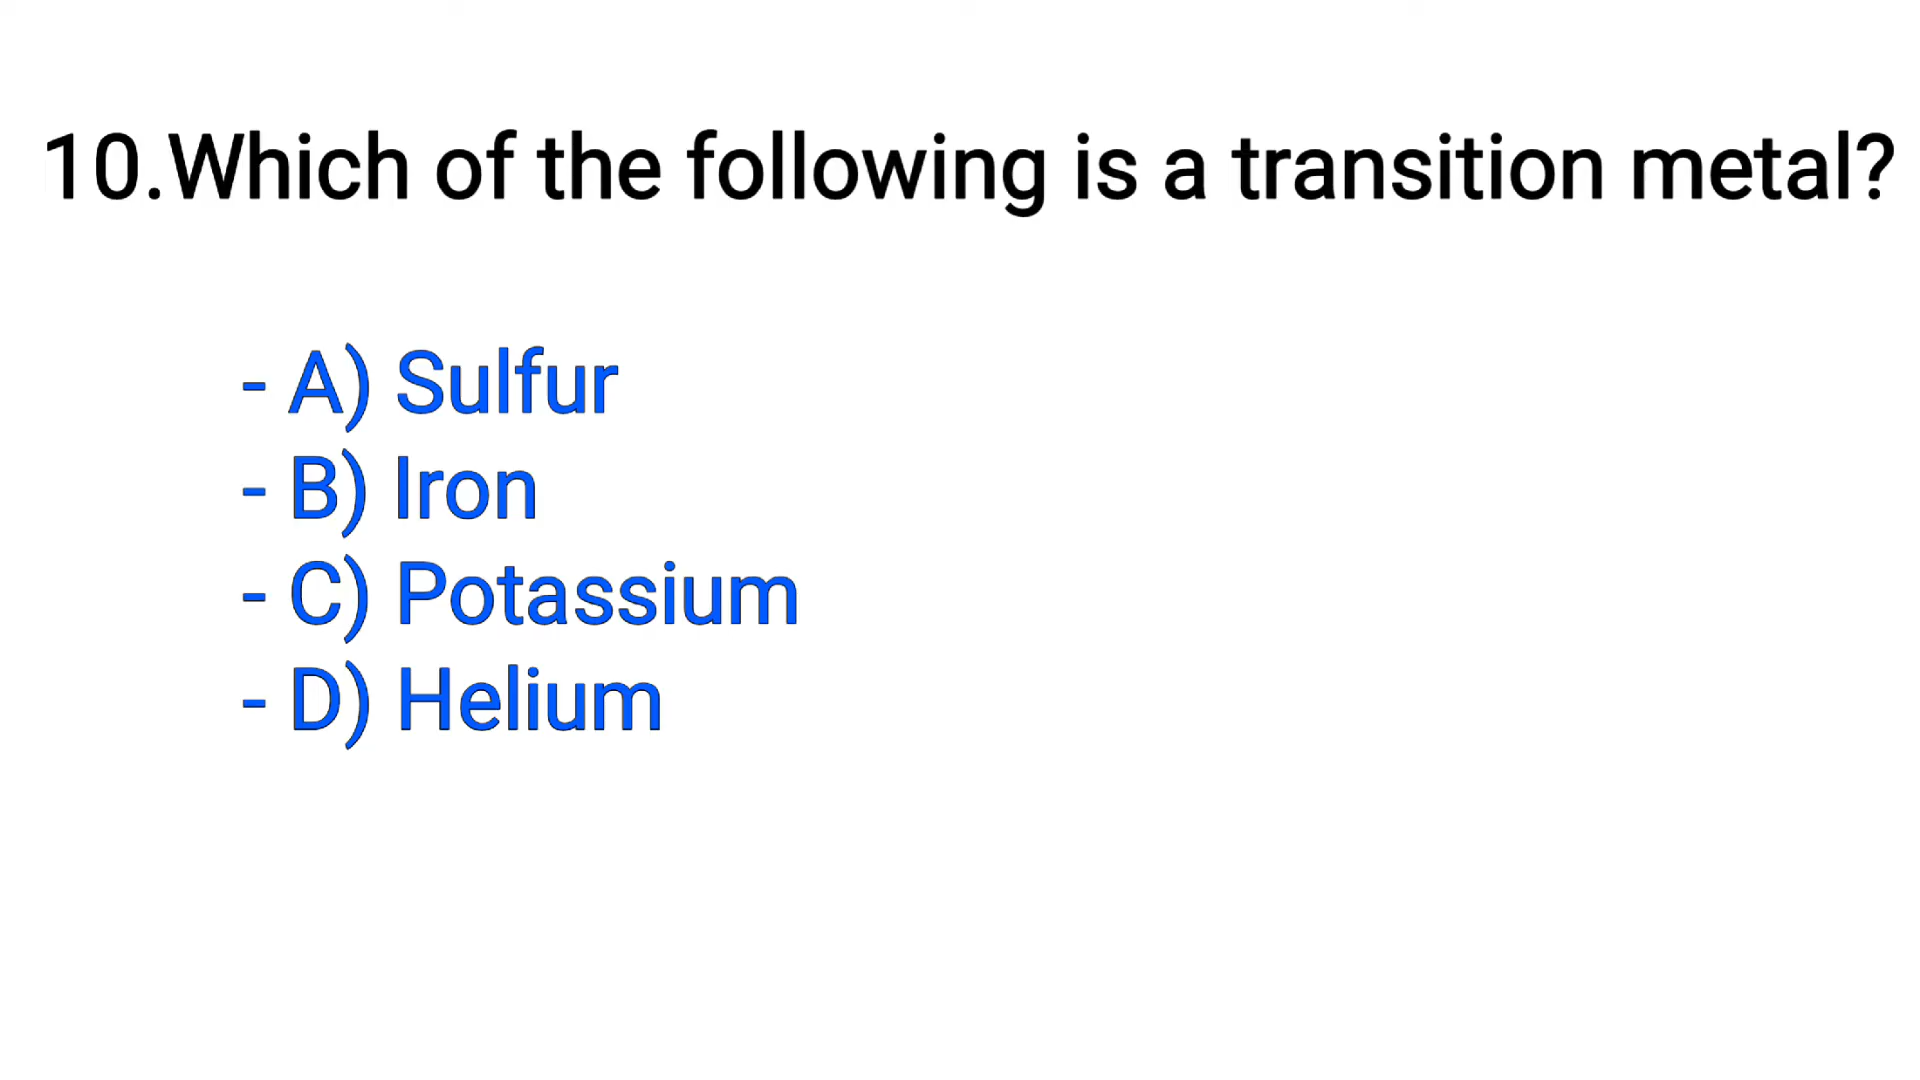 10.Which of the following is a transition metal?
- A) Sulfur
- B) Iron
- C) Potassium
- D) Helium